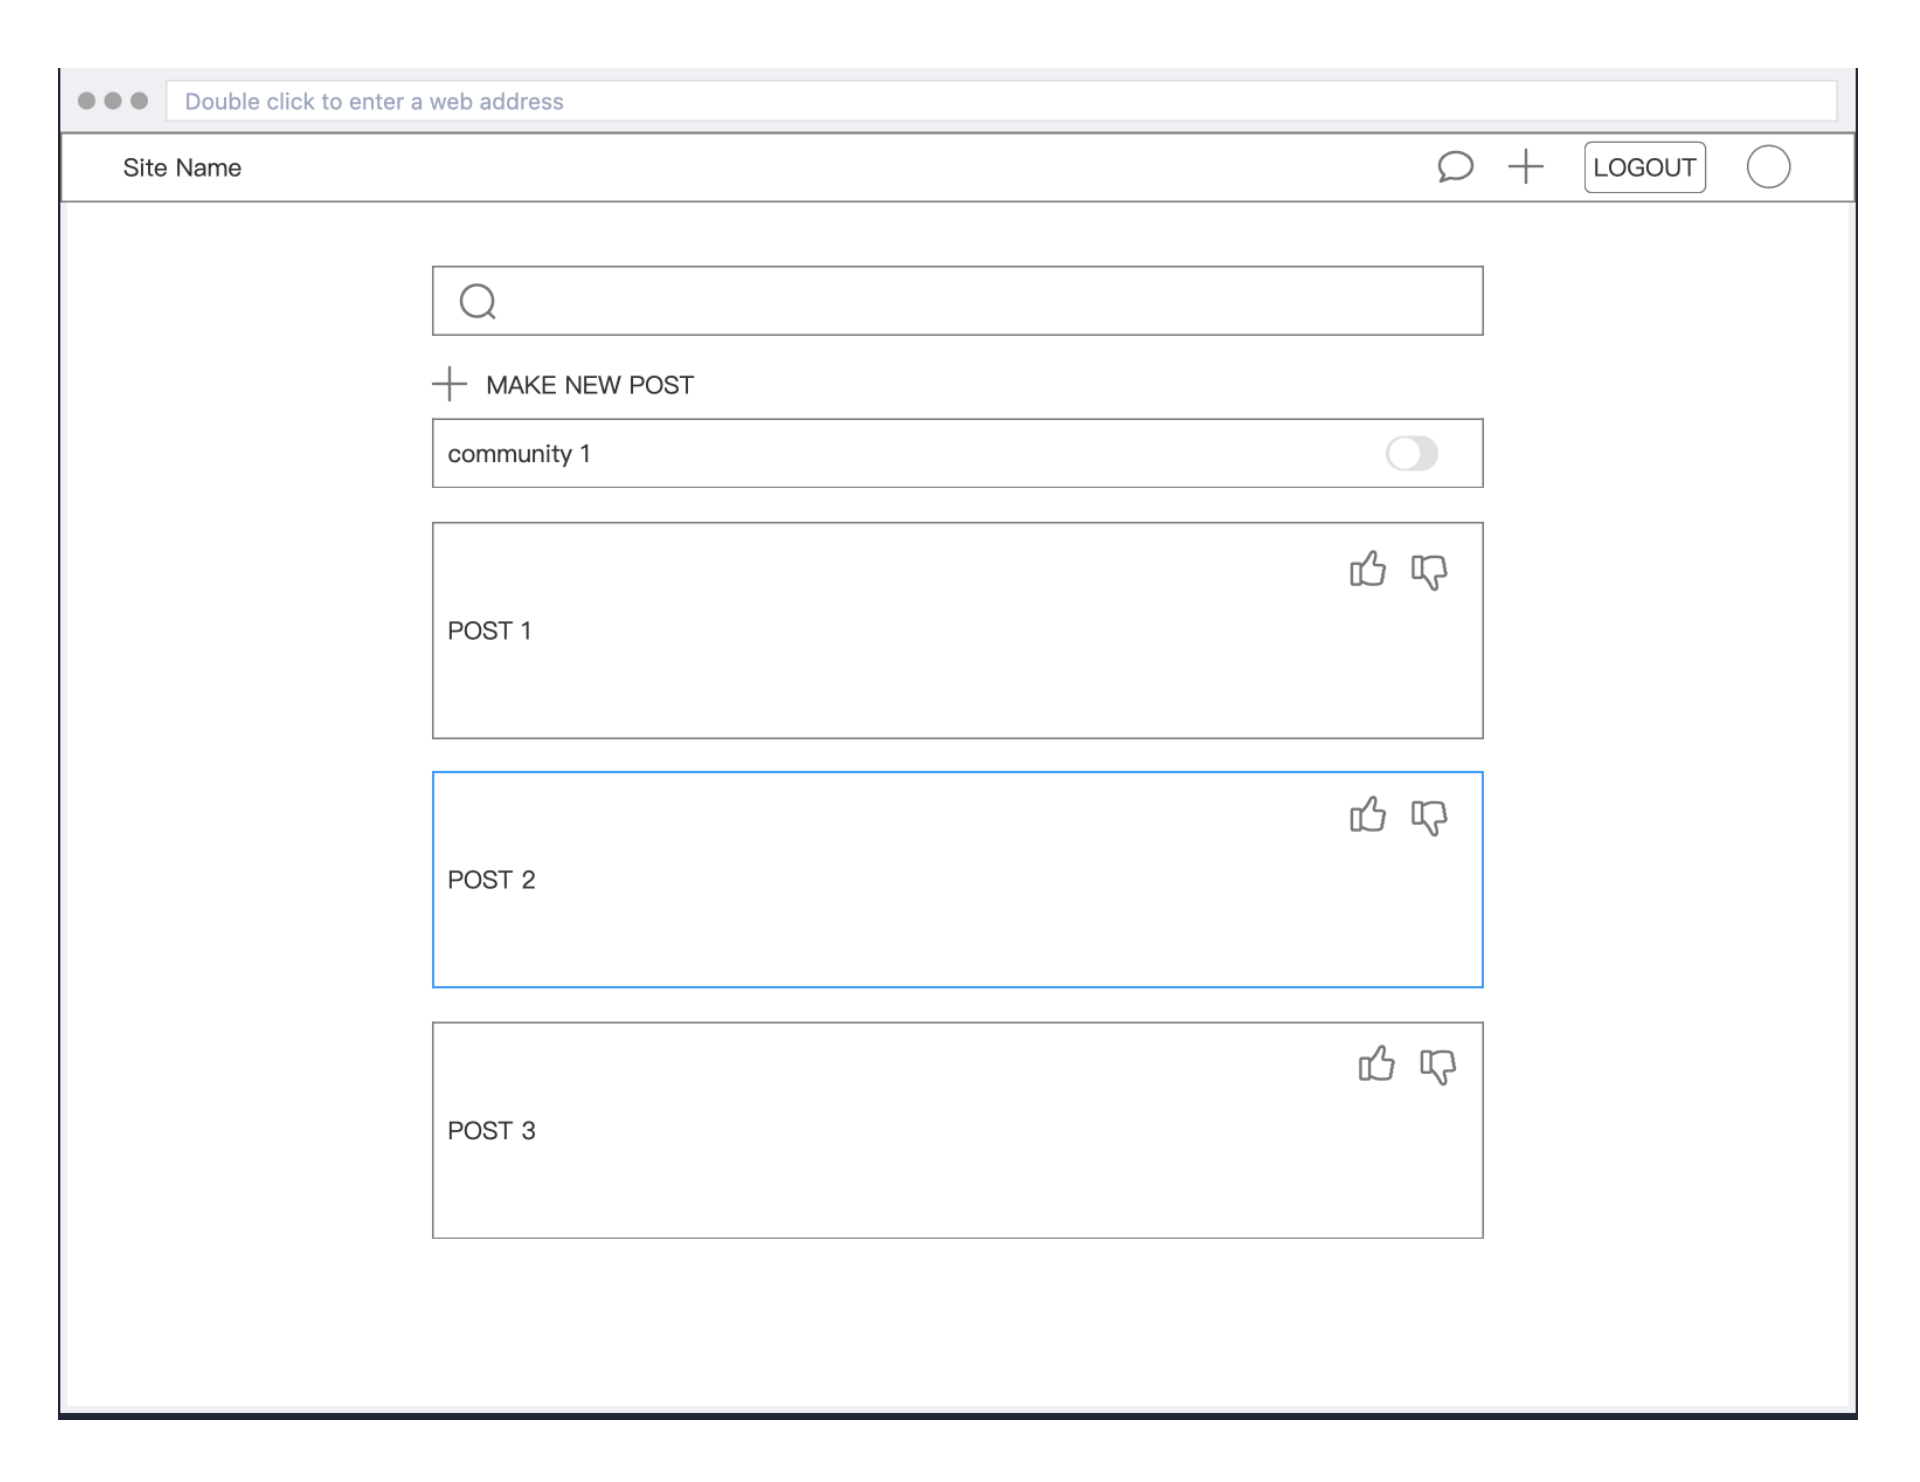 Double click to enter a web address
Site Name
LOGOUT
MAKE NEW POST
community 1
POST 1
POST 2
POST 3